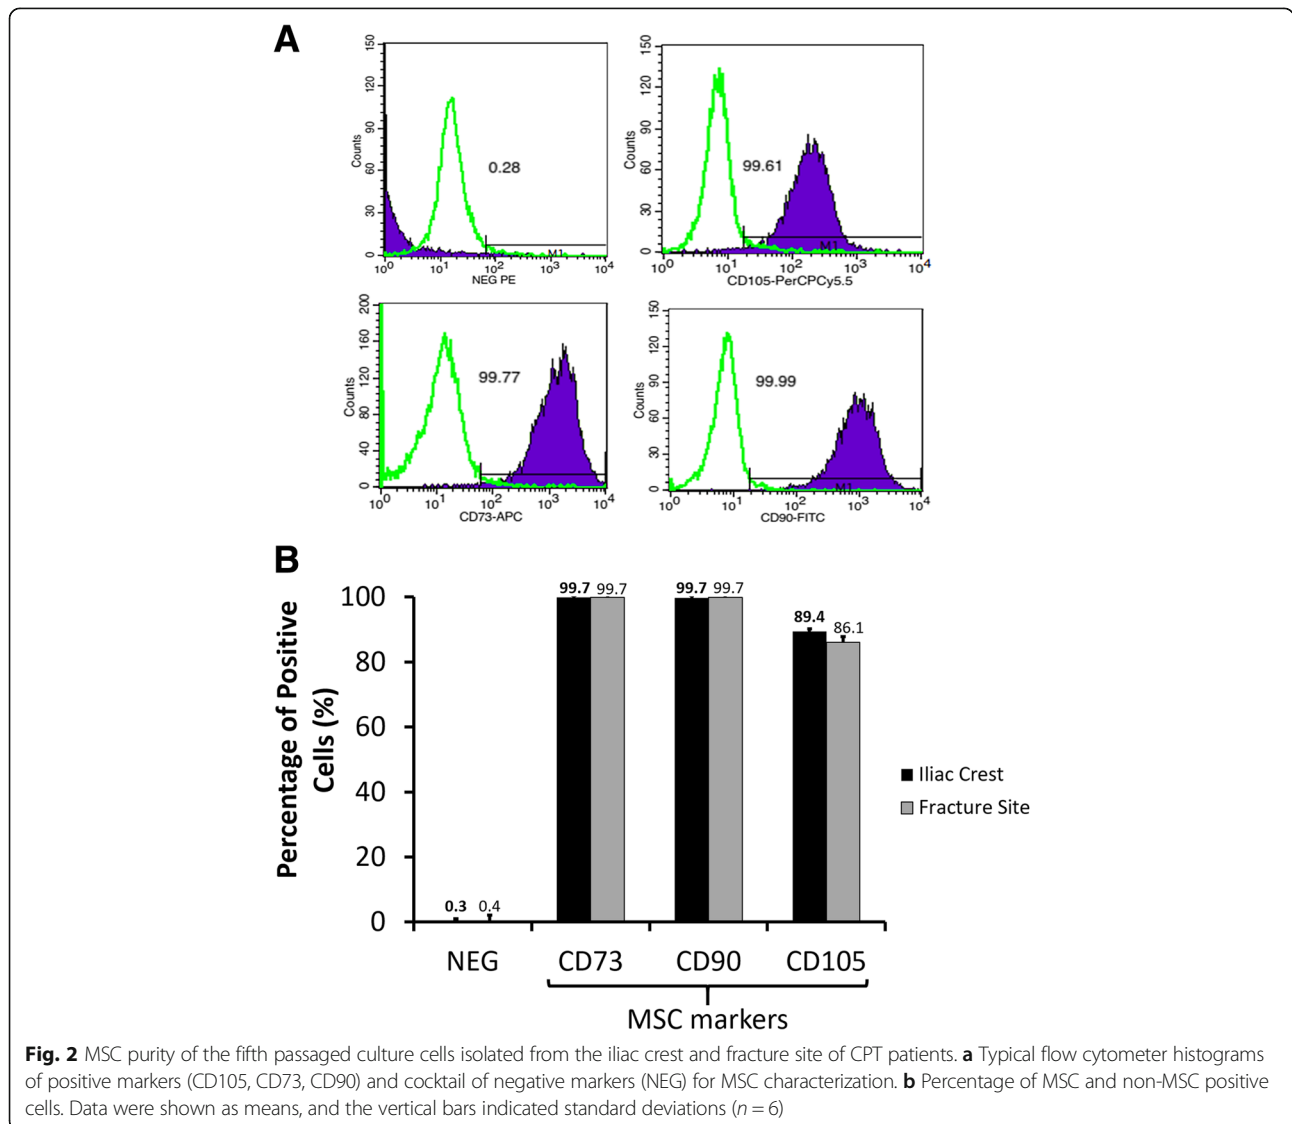 A
150
120
90
60
30
0
Counts
0.28
M1
10^0 10^1 10^2 10^3 10^4
NEG PE
150
120
90
60
30
0
Counts
99.61
M1
10^0 10^1 10^2 10^3 10^4
CD105-PerCPCy5.5
200
160
120
80
40
0
Counts
99.77
10^0 10^1 10^2 10^3 10^4
CD73-APC
150
120
90
60
30
0
Counts
99.99
M1
10^0 10^1 10^2 10^3 10^4
CD90-FITC
B
Percentage of Positive
Cells (%)
100
80
60
40
20
0
0.3 0.4
99.7 99.7
99.7 99.7
89.4 86.1
NEG CD73 CD90 CD105
MSC markers
Iliac Crest
Fracture Site
Fig. 2 MSC purity of the fifth passaged culture cells isolated from the iliac crest and fracture site of CPT patients. a Typical flow cytometer histograms
of positive markers (CD105, CD73, CD90) and cocktail of negative markers (NEG) for MSC characterization. b Percentage of MSC and non-MSC positive
cells. Data were shown as means, and the vertical bars indicated standard deviations (n = 6)